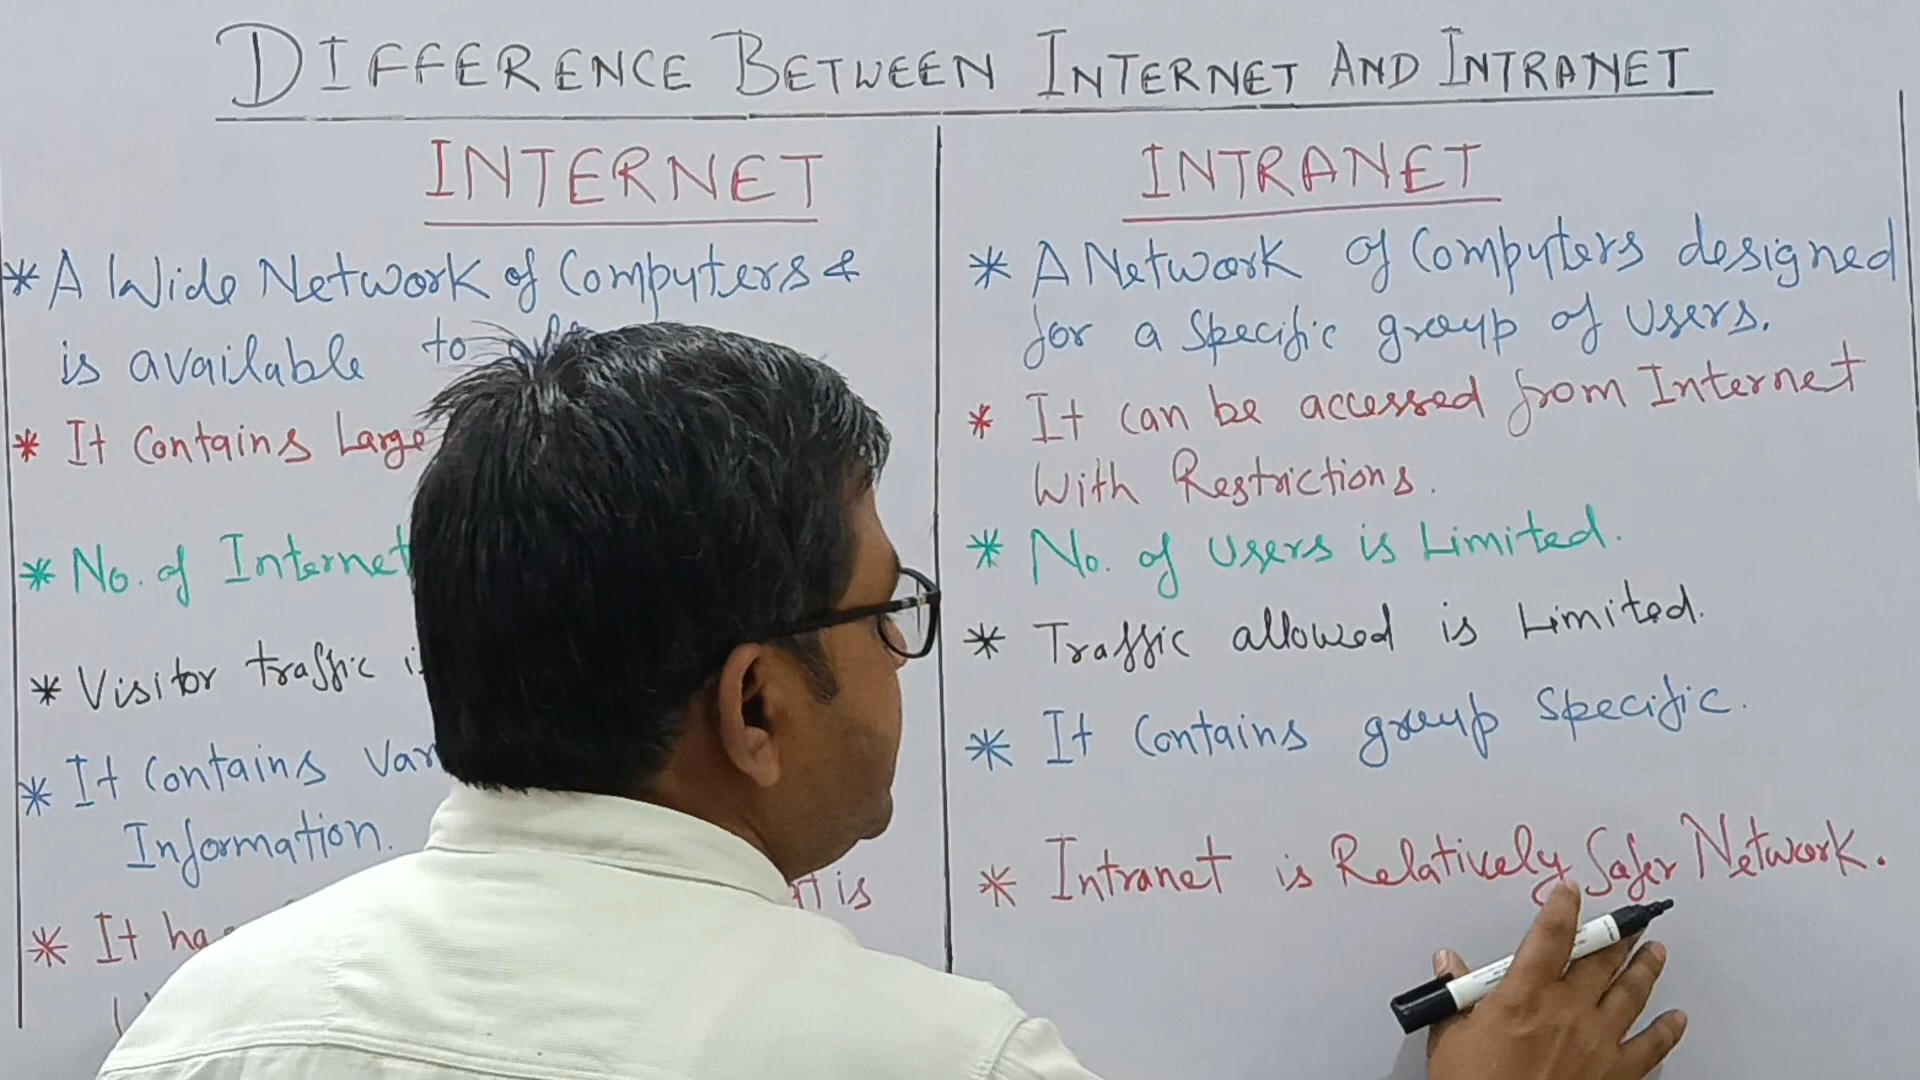 DIFFERENCE BETWEEN INTERNET AND INTRANET
INTERNET
* A Wide Network of Computers &
is available to
* It Contains Large
* No. of Internet
* Visitor traffic
* It Contains
Information.
* It
is
INTRANET
* A Network of Computers designed
for a Specific group of users.
* It can be accessed from Internet
With Restrictions.
* No. of users is Limited.
* Traffic allowed is Limited.
* It Contains group Specific.
* Intranet is Relatively Safer Network.